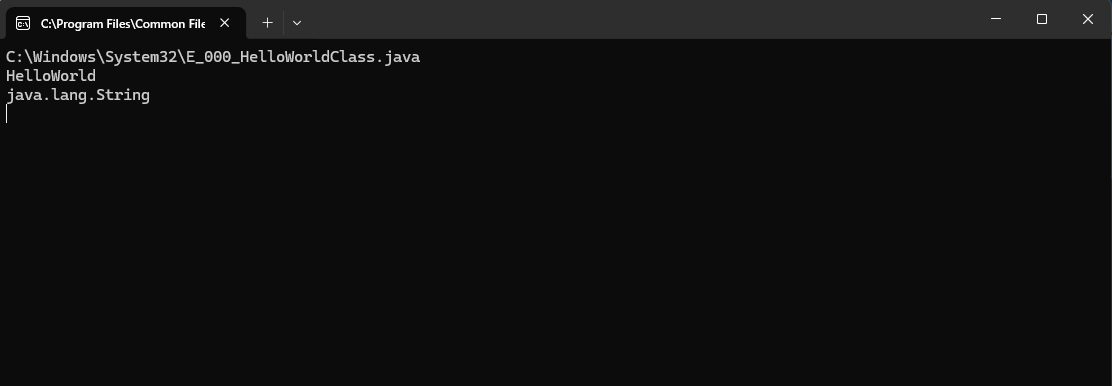 C:\Program Files\Common File
C:\Windows\System32\E_000_HelloWorldClass.java
HelloWorld
java.lang.String